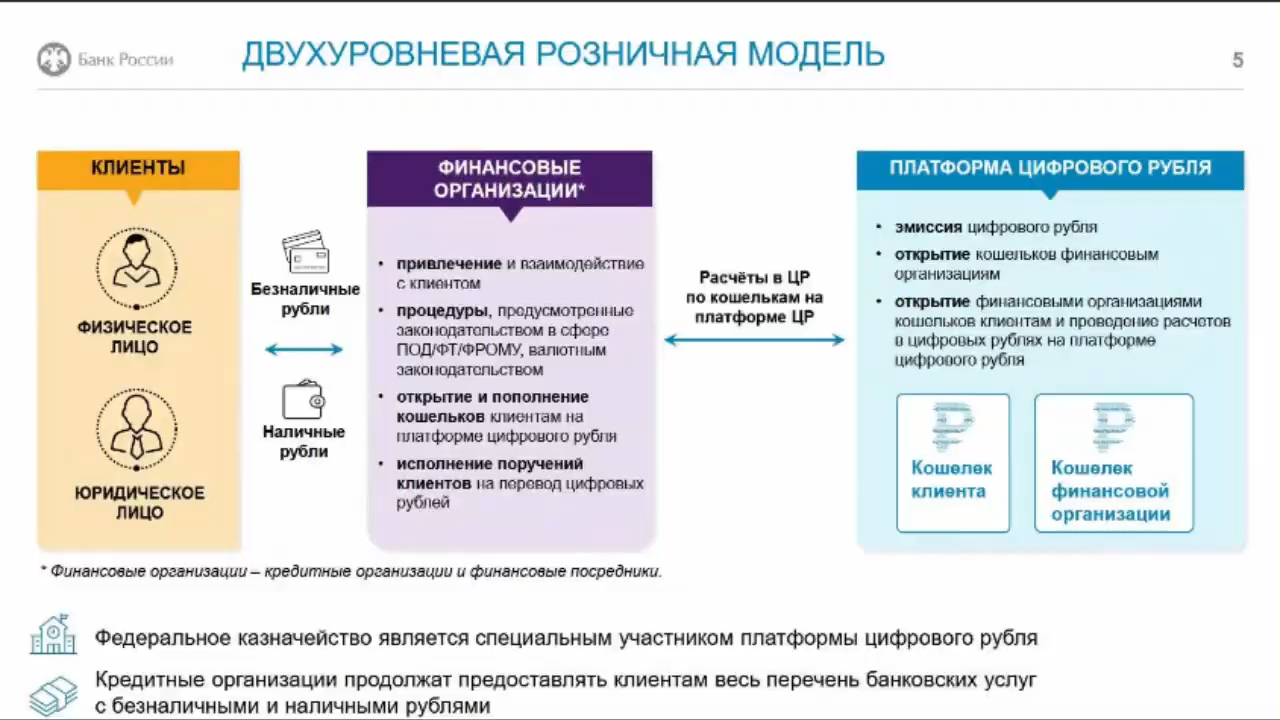 Банк России
ДВУХУРОВНЕВАЯ РОЗНИЧНАЯ МОДЕЛЬ
5
КЛИЕНТЫ
ФИЗИЧЕСКОЕ
ЛИЦО
ЮРИДИЧЕСКОЕ
ЛИЦО
Безналичные
рубли
Наличные
рубли
ФИНАНСОВЫЕ
ОРГАНИЗАЦИИ*
• привлечение и взаимодействие
с клиентом
• процедуры, предусмотренные
законодательством в сфере
ПОД/ФТ/ФРОМУ, валютным
законодательством
• открытие и пополнение
кошельков клиентам на
платформе цифрового рубля
• исполнение поручений
клиентов на перевод цифровых
рублей
Расчёты в ЦР
по кошелькам на
платформе ЦР
ПЛАТФОРМА ЦИФРОВОГО РУБЛЯ
• эмиссия цифрового рубля
• открытие кошельков финансовым
организациям
• открытие финансовыми организациями
кошельков клиентам и проведение расчетов
в цифровых рублях на платформе
цифрового рубля
Кошелек
клиента
Кошелек
финансовой
организации
* Финансовые организации – кредитные организации и финансовые посредники.
Федеральное казначейство является специальным участником платформы цифрового рубля
Кредитные организации продолжат предоставлять клиентам весь перечень банковских услуг
с безналичными и наличными рублями